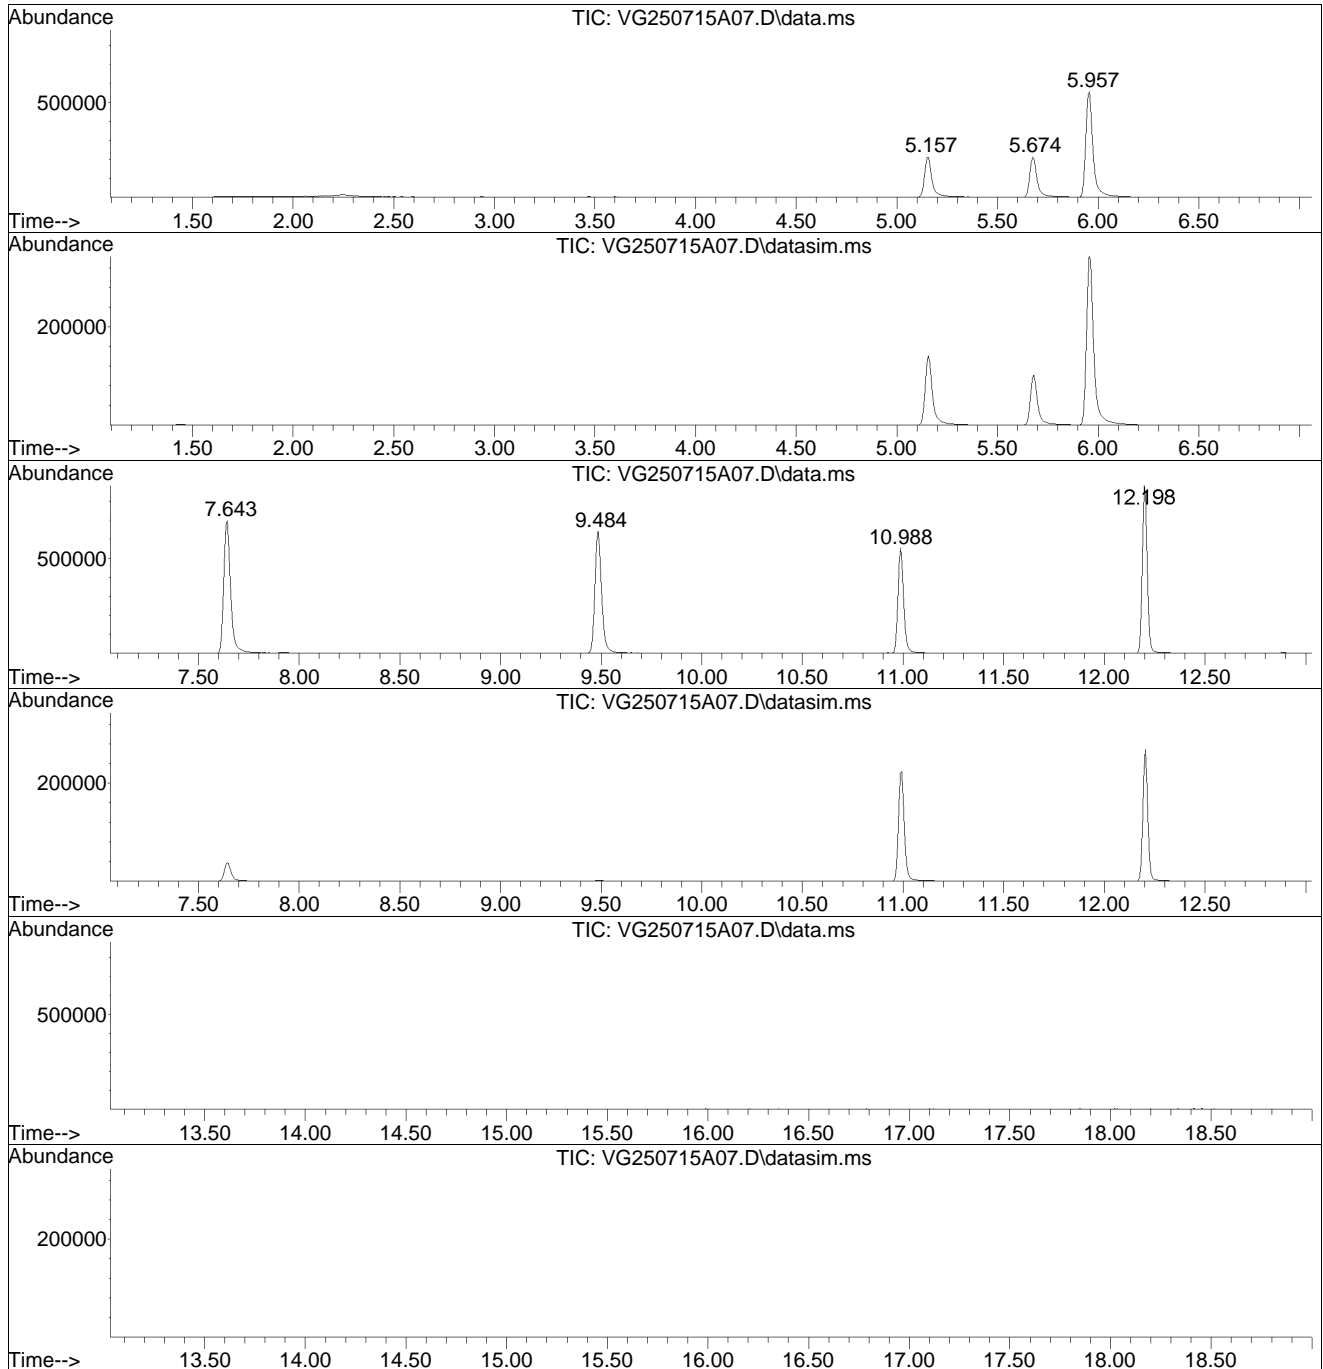 Abundance TIC: VG250715A07.D\data.ms
5.957
500000
5.157 5.674
Time--> 1.50 2.00 2.50 3.00 3.50 4.00 4.50 5.00 5.50 6.00 6.50
Abundance TIC: VG250715A07.D\datasim.ms
200000
Time--> 1.50 2.00 2.50 3.00 3.50 4.00 4.50 5.00 5.50 6.00 6.50
Abundance TIC: VG250715A07.D\data.ms
12.198
7.643
9.484
10.988
500000
Time--> 7.50 8.00 8.50 9.00 9.50 10.00 10.50 11.00 11.50 12.00 12.50
Abundance TIC: VG250715A07.D\datasim.ms
200000
Time--> 7.50 8.00 8.50 9.00 9.50 10.00 10.50 11.00 11.50 12.00 12.50
Abundance TIC: VG250715A07.D\data.ms
500000
Time--> 13.50 14.00 14.50 15.00 15.50 16.00 16.50 17.00 17.50 18.00 18.50
Abundance TIC: VG250715A07.D\datasim.ms
200000
Time--> 13.50 14.00 14.50 15.00 15.50 16.00 16.50 17.00 17.50 18.00 18.50